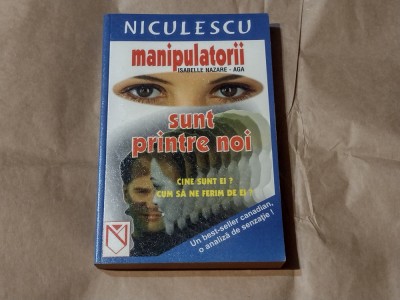 NICULESCU
manipulatorii
ISABELLE NAZARE - AGA
sunt
printre noi
CINE SUNT EI ?
CUM SĂ NE FERIM DE EI ?
Un best-seller canadian,
o analiză de senzație !